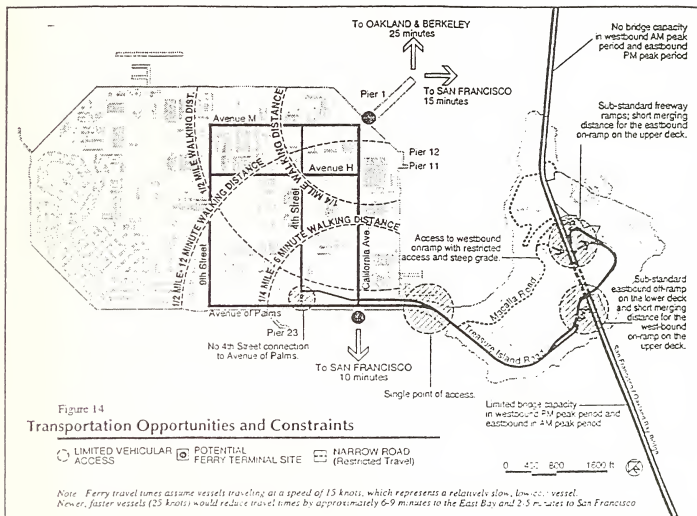 To OAKLAND & BERKELEY
25 minutes
To SAN FRANCISCO
15 minutes
Pier 1
No bridge capacity
in westbound AM peak
period and eastbound
PM peak period
Sub-standard freeway
ramps; short merging
distance for the eastbound
on-ramp on the upper deck.
Avenue M
Pier 12
Pier 11
Avenue H
1/2 MILE WALKING DIST.
1/4 MILE WALKING DISTANCE
1/2 MILE - 12 MINUTE WALKING DISTANCE
1/4 MILE - 6 MINUTE WALKING DISTANCE
9th Street
4th Street
California Ave.
Access to westbound
on-ramp with restricted
access and steep grade.
Macalla Road
Treasure Island Road
Sub-standard
eastbound off-ramp
on the lower deck
and short merging
distance for the
west-bound
on-ramp on the
upper deck.
Avenue of Palms
Pier 23
No 4th Street connection
to Avenue of Palms.
To SAN FRANCISCO
10 minutes
Single point of access.
San Francisco / Oakland Bay Bridge
Limited bridge capacity
in westbound PM peak period and
eastbound in AM peak period
Figure 14
Transportation Opportunities and Constraints
LIMITED VEHICULAR ACCESS
POTENTIAL FERRY TERMINAL SITE
NARROW ROAD (Restricted Travel)
0 400 800 1600 ft
Note Ferry travel times assume vessels traveling at a speed of 15 knots, which represents a relatively slow, vessel.
Newer, faster vessels (25 knots) would reduce travel times by approximately 6-9 minutes to the East Bay and 2-5 minutes to San Francisco